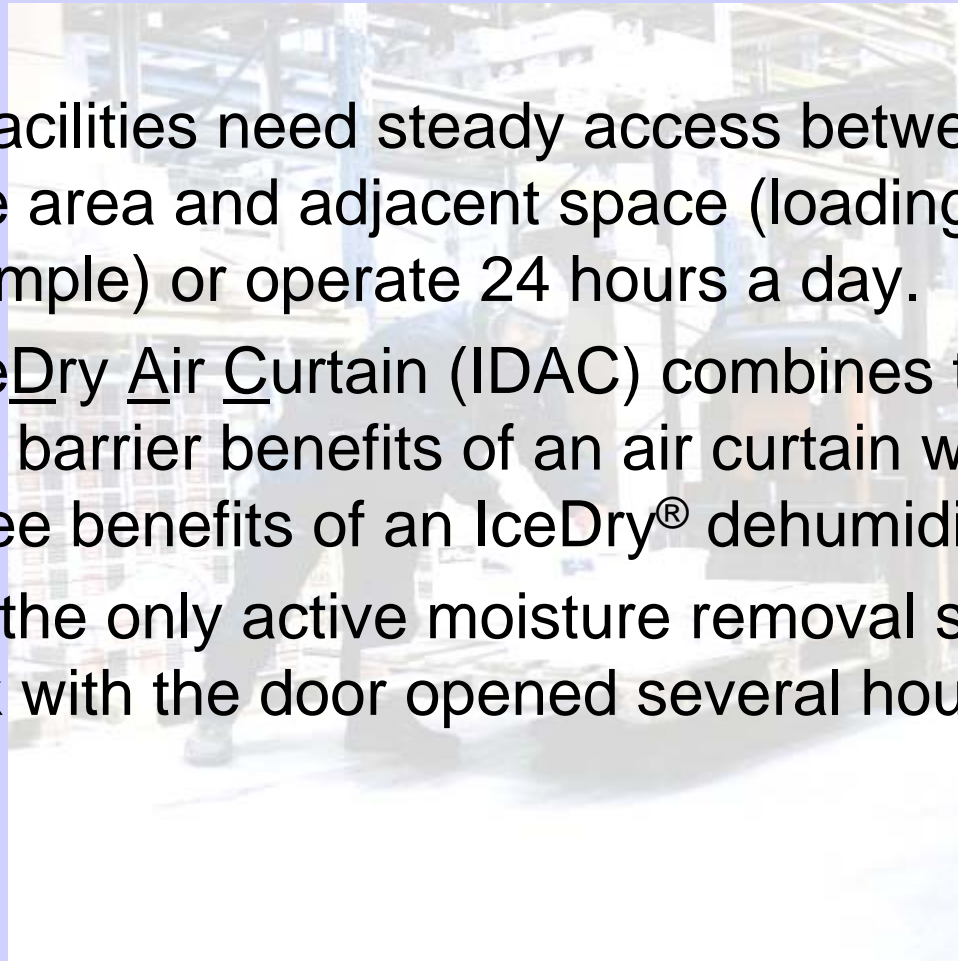 acilities need steady access betwe
e area and adjacent space (loading
mple) or operate 24 hours a day.
eDry Air Curtain (IDAC) combines t
barrier benefits of an air curtain w
ee benefits of an IceDry® dehumidi
the only active moisture removal s
with the door opened several hou